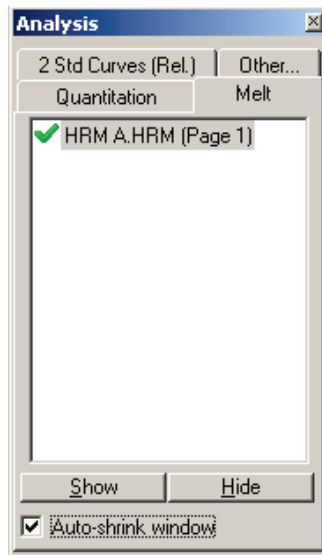 Analysis
2 Std Curves (Rel.) Other...
Quantitation Melt
HRM A.HRM (Page 1)
Show Hide
Auto-shrink window